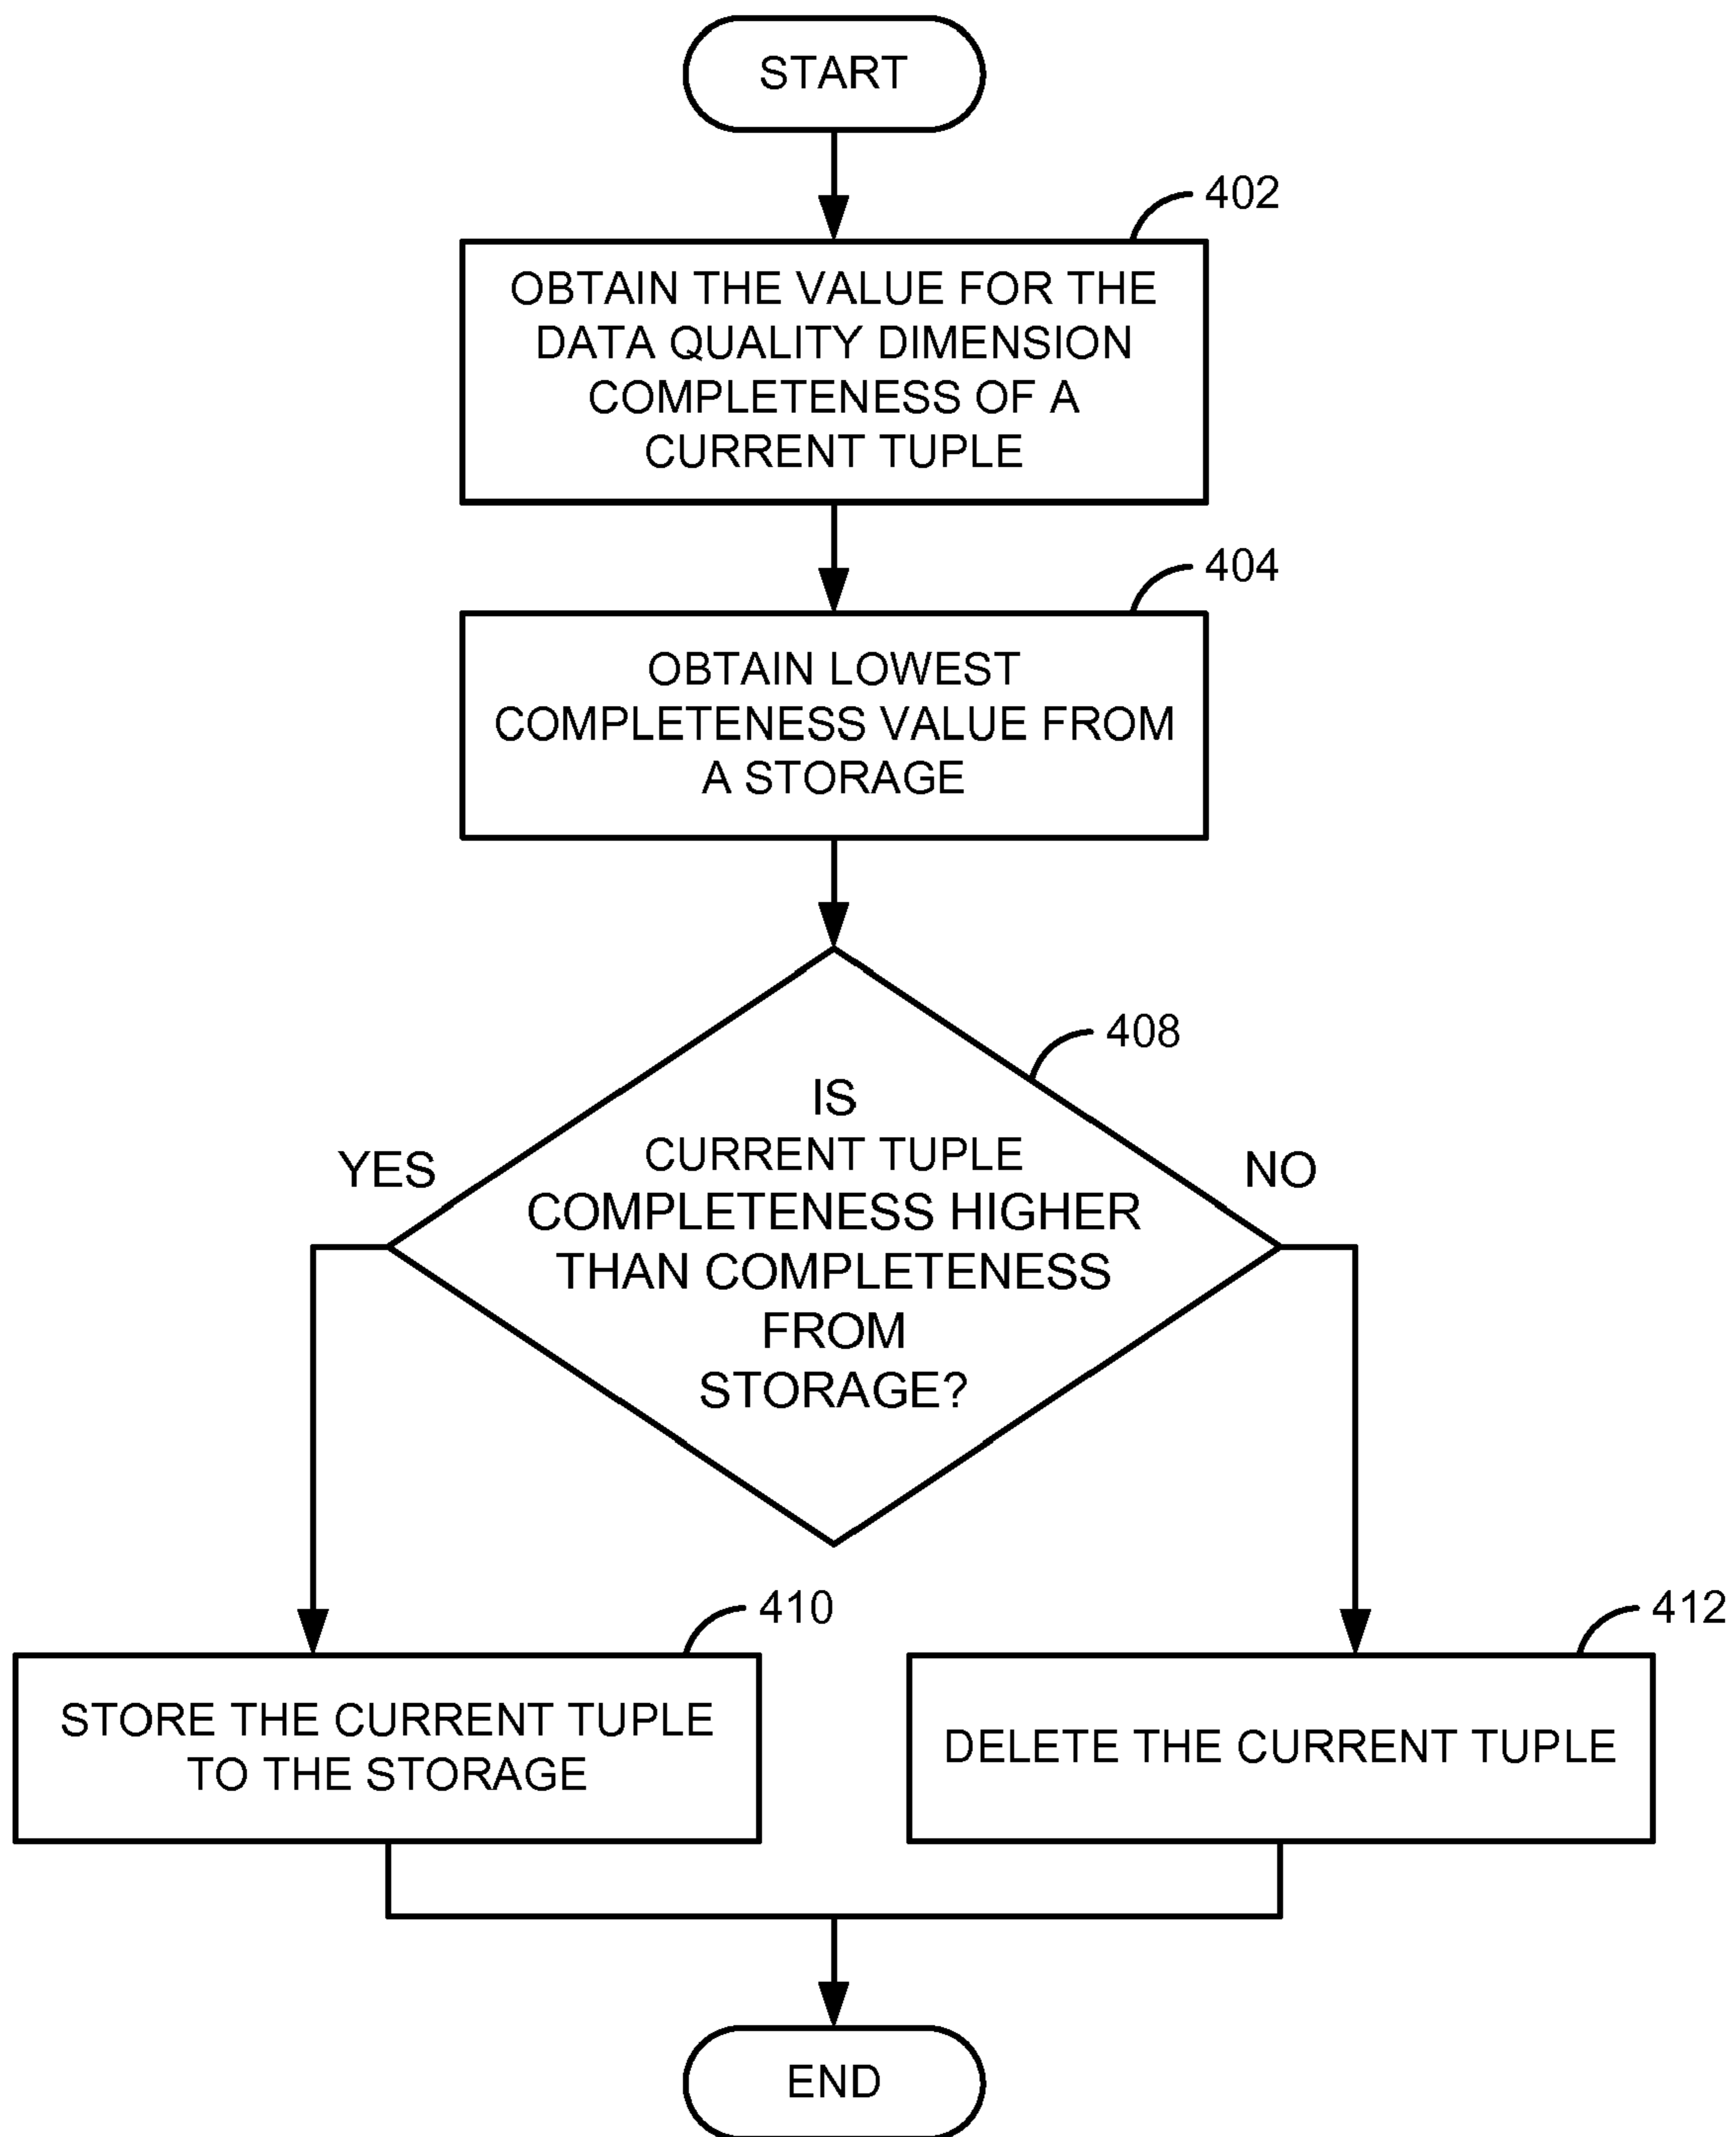 START
402
OBTAIN THE VALUE FOR THE
DATA QUALITY DIMENSION
COMPLETENESS OF A
CURRENT TUPLE
404
OBTAIN LOWEST
COMPLETENESS VALUE FROM
A STORAGE
408
IS
CURRENT TUPLE
COMPLETENESS HIGHER
THAN COMPLETENESS
FROM
STORAGE?
YES
NO
410
STORE THE CURRENT TUPLE
TO THE STORAGE
412
DELETE THE CURRENT TUPLE
END